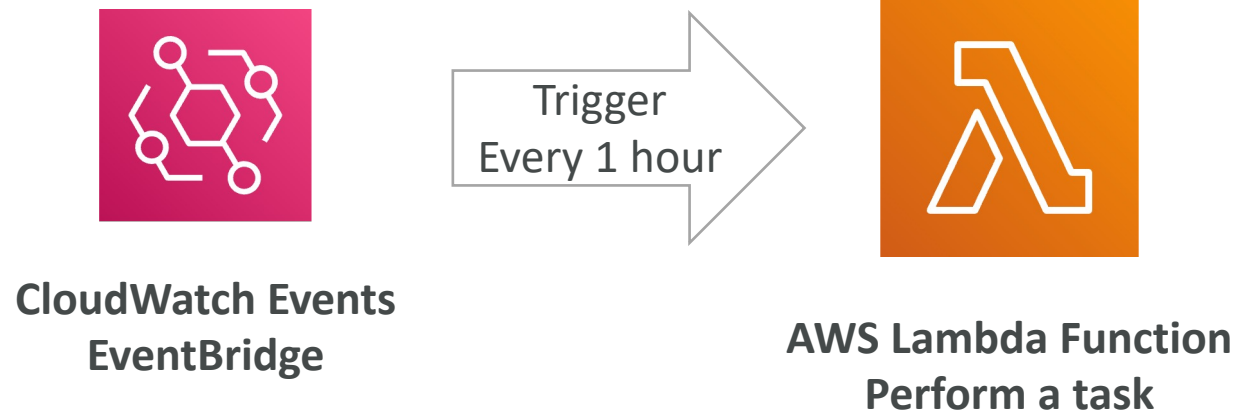 Trigger
Every 1 hour
CloudWatch Events
EventBridge
AWS Lambda Function
Perform a task